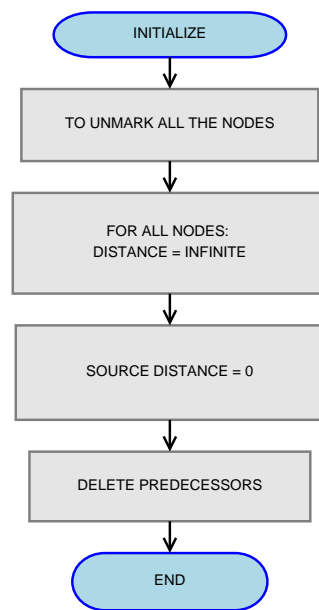 INITIALIZE
TO UNMARK ALL THE NODES
FOR ALL NODES:
DISTANCE = INFINITE
SOURCE DISTANCE = 0
DELETE PREDECESSORS
END